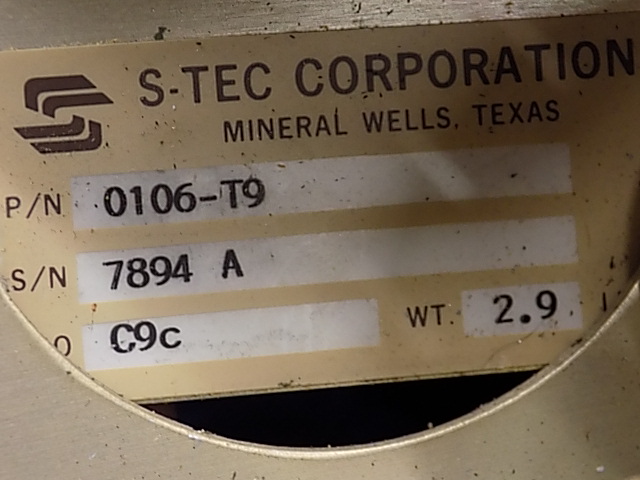 S-TEC CORPORATION
MINERAL WELLS, TEXAS
P/N 0106-T9
S/N 7894 A
O C9c WT. 2.9